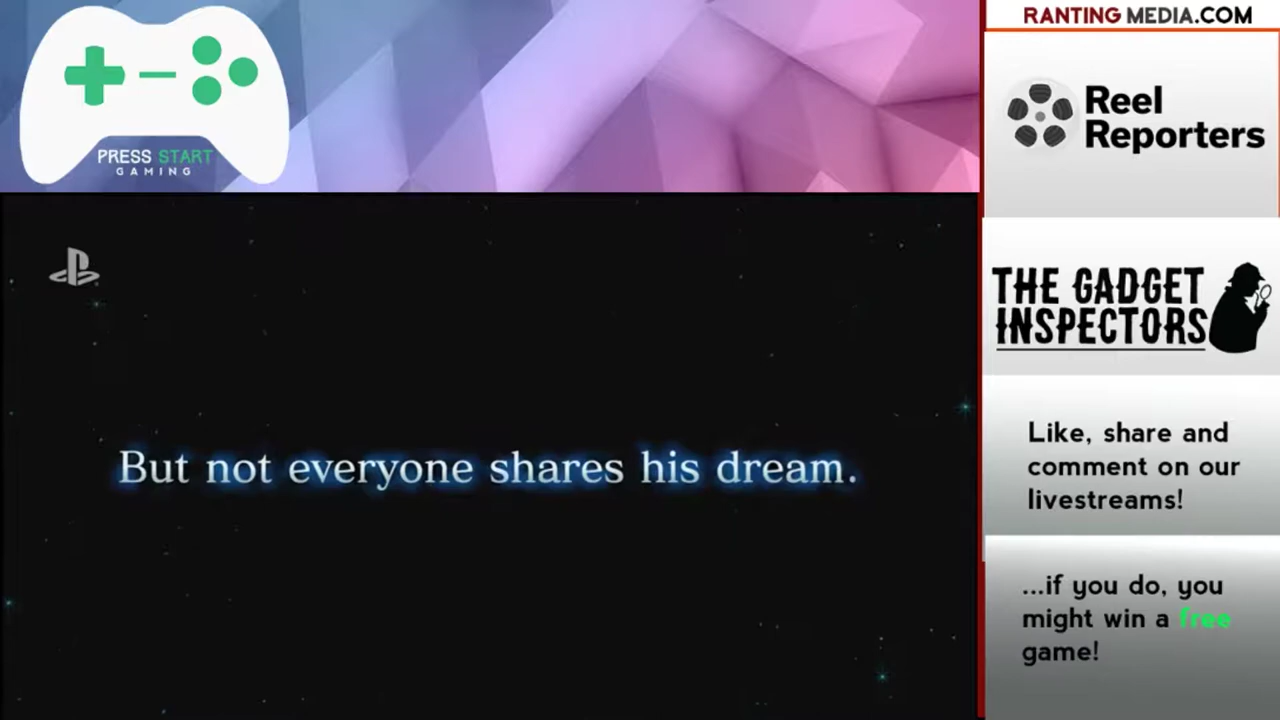 PRESS START
GAMING
But not everyone shares his dream.
RANTING MEDIA.COM
Reel
Reporters
THE GADGET
INSPECTORS
Like, share and
comment on our
livestreams!
...if you do, you
might win a free
game!